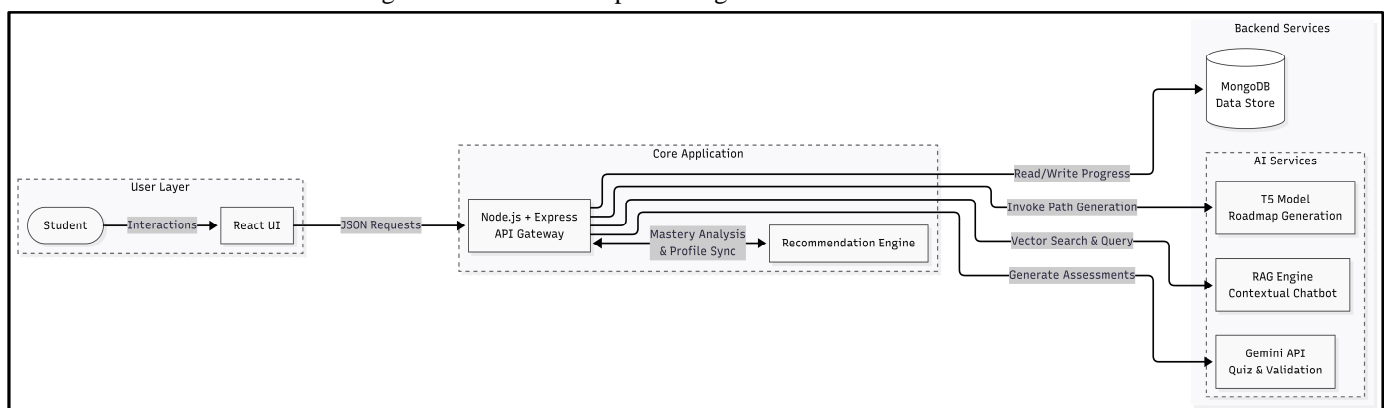 Backend Services
MongoDB
Data Store
Core Application
AI Services
Read/Write Progress
User Layer
T5 Model
Roadmap Generation
Invoke Path Generation
Student
Interactions
React UI
JSON Requests
Node.js + Express
API Gateway
Mastery Analysis
& Profile Sync
Recommendation Engine
Vector Search & Query
Generate Assessments
RAG Engine
Contextual Chatbot
Gemini API
Quiz & Validation